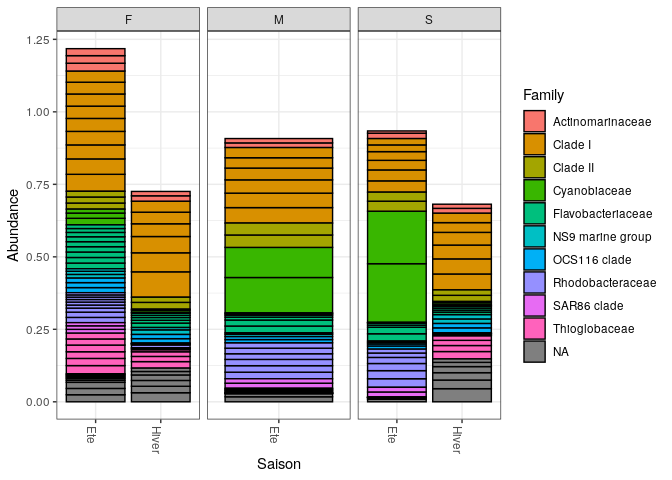 F M S
1.25
1.00
0.75
0.50
0.25
0.00
Abundance
Ete Hiver Ete Ete Hiver
Saison
Family
Actinomarinaceae
Clade I
Clade II
Cyanobiaceae
Flavobacteriaceae
NS9 marine group
OCS116 clade
Rhodobacteraceae
SAR86 clade
Thioglobaceae
NA